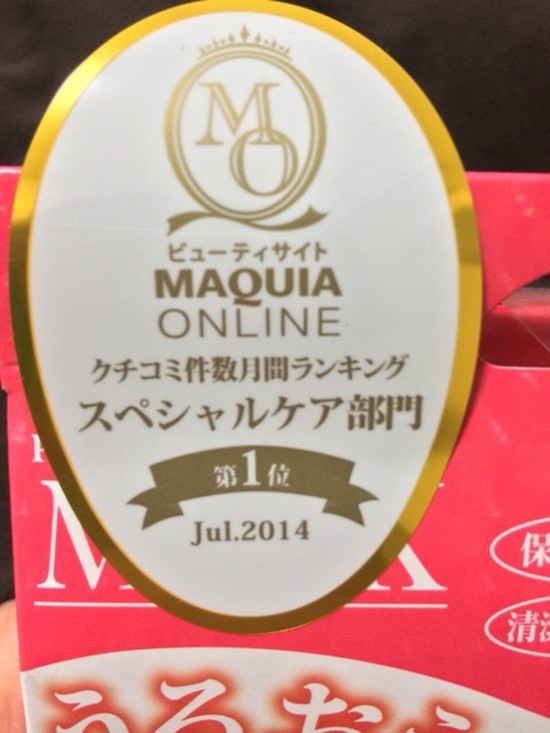 MO
ビューティサイト
MAQUIA
ONLINE
クチコミ件数月間ランキング
スペシャルケア部門
第1位
Jul.2014
保
清